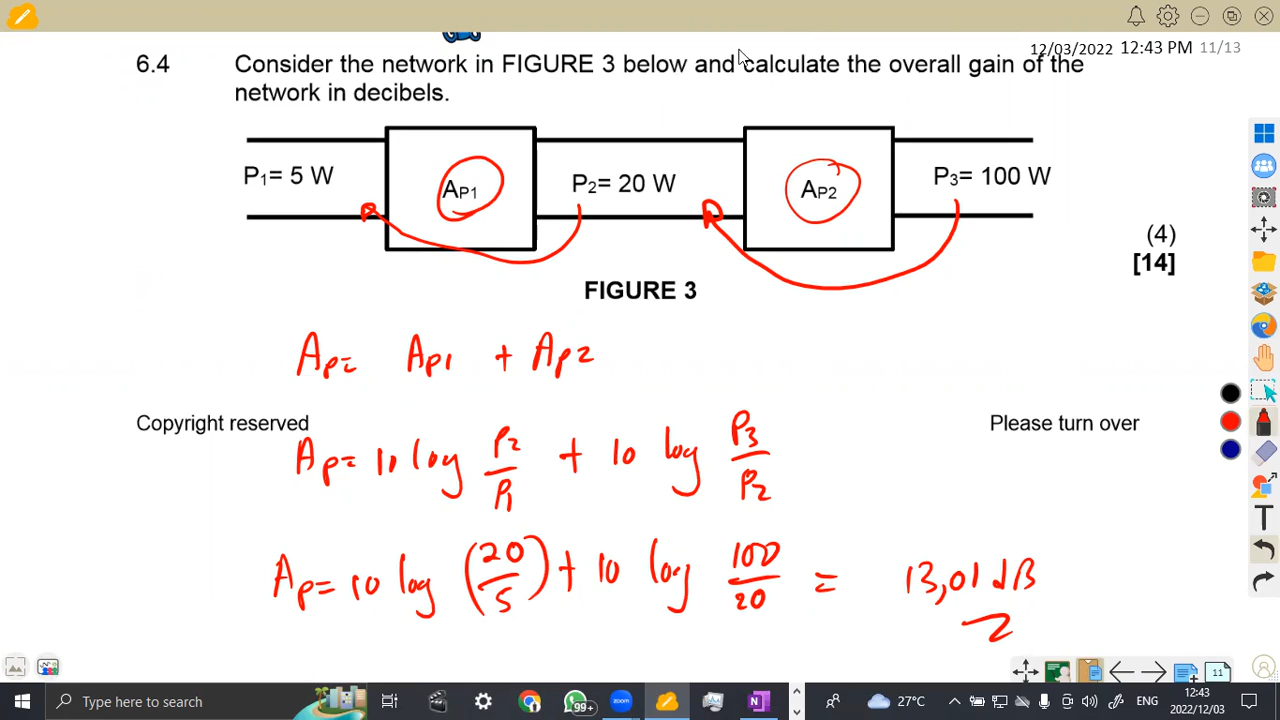 12/03/2022 12:43 PM 11/13
6.4 Consider the network in FIGURE 3 below and calculate the overall gain of the
network in decibels.
P1= 5 W AP1 P2= 20 W AP2 P3= 100 W
(4)
[14]
FIGURE 3
Ap= Ap1 + Ap2
Copyright reserved Please turn over
Ap= 10 log P2/P1 + 10 log P3/P2
Ap= 10 log (20/5) + 10 log 100/20 = 13,01 dB
T
11
Type here to search
zoom
99+
27°C
ENG
12:43
2022/12/03